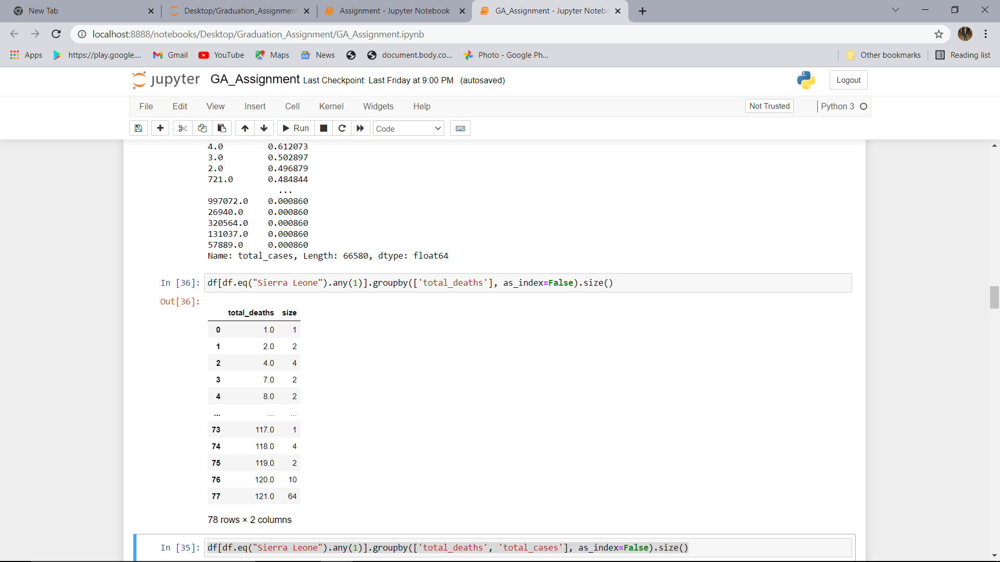 New Tab
Desktop/Graduation_Assignment
Assignment - Jupyter Notebook
GA_Assignment - Jupyter Notebo
localhost:8888/notebooks/Desktop/Graduation_Assignment/GA_Assignment.ipynb
Apps https://play.google.... Gmail YouTube Maps News document.body.co... Photo - Google Ph... Other bookmarks Reading list
jupyter GA_Assignment Last Checkpoint: Last Friday at 9:00 PM (autosaved) Logout
File Edit View Insert Cell Kernel Widgets Help Not Trusted Python 3
Run Code
4.0 0.612073
3.0 0.502897
2.0 0.496879
721.0 0.484844
...
997072.0 0.000860
26940.0 0.000860
320564.0 0.000860
131037.0 0.000860
57889.0 0.000860
Name: total_cases, Length: 66580, dtype: float64
In [36]: df[df.eq("Sierra Leone").any(1)].groupby(['total_deaths'], as_index=False).size()
Out[36]:
total_deaths size
0 1.0 1
1 2.0 2
2 4.0 4
3 7.0 2
4 8.0 2
... ... ...
73 117.0 1
74 118.0 4
75 119.0 2
76 120.0 10
77 121.0 64
78 rows × 2 columns
In [35]: df[df.eq("Sierra Leone").any(1)].groupby(['total_deaths', 'total_cases'], as_index=False).size()